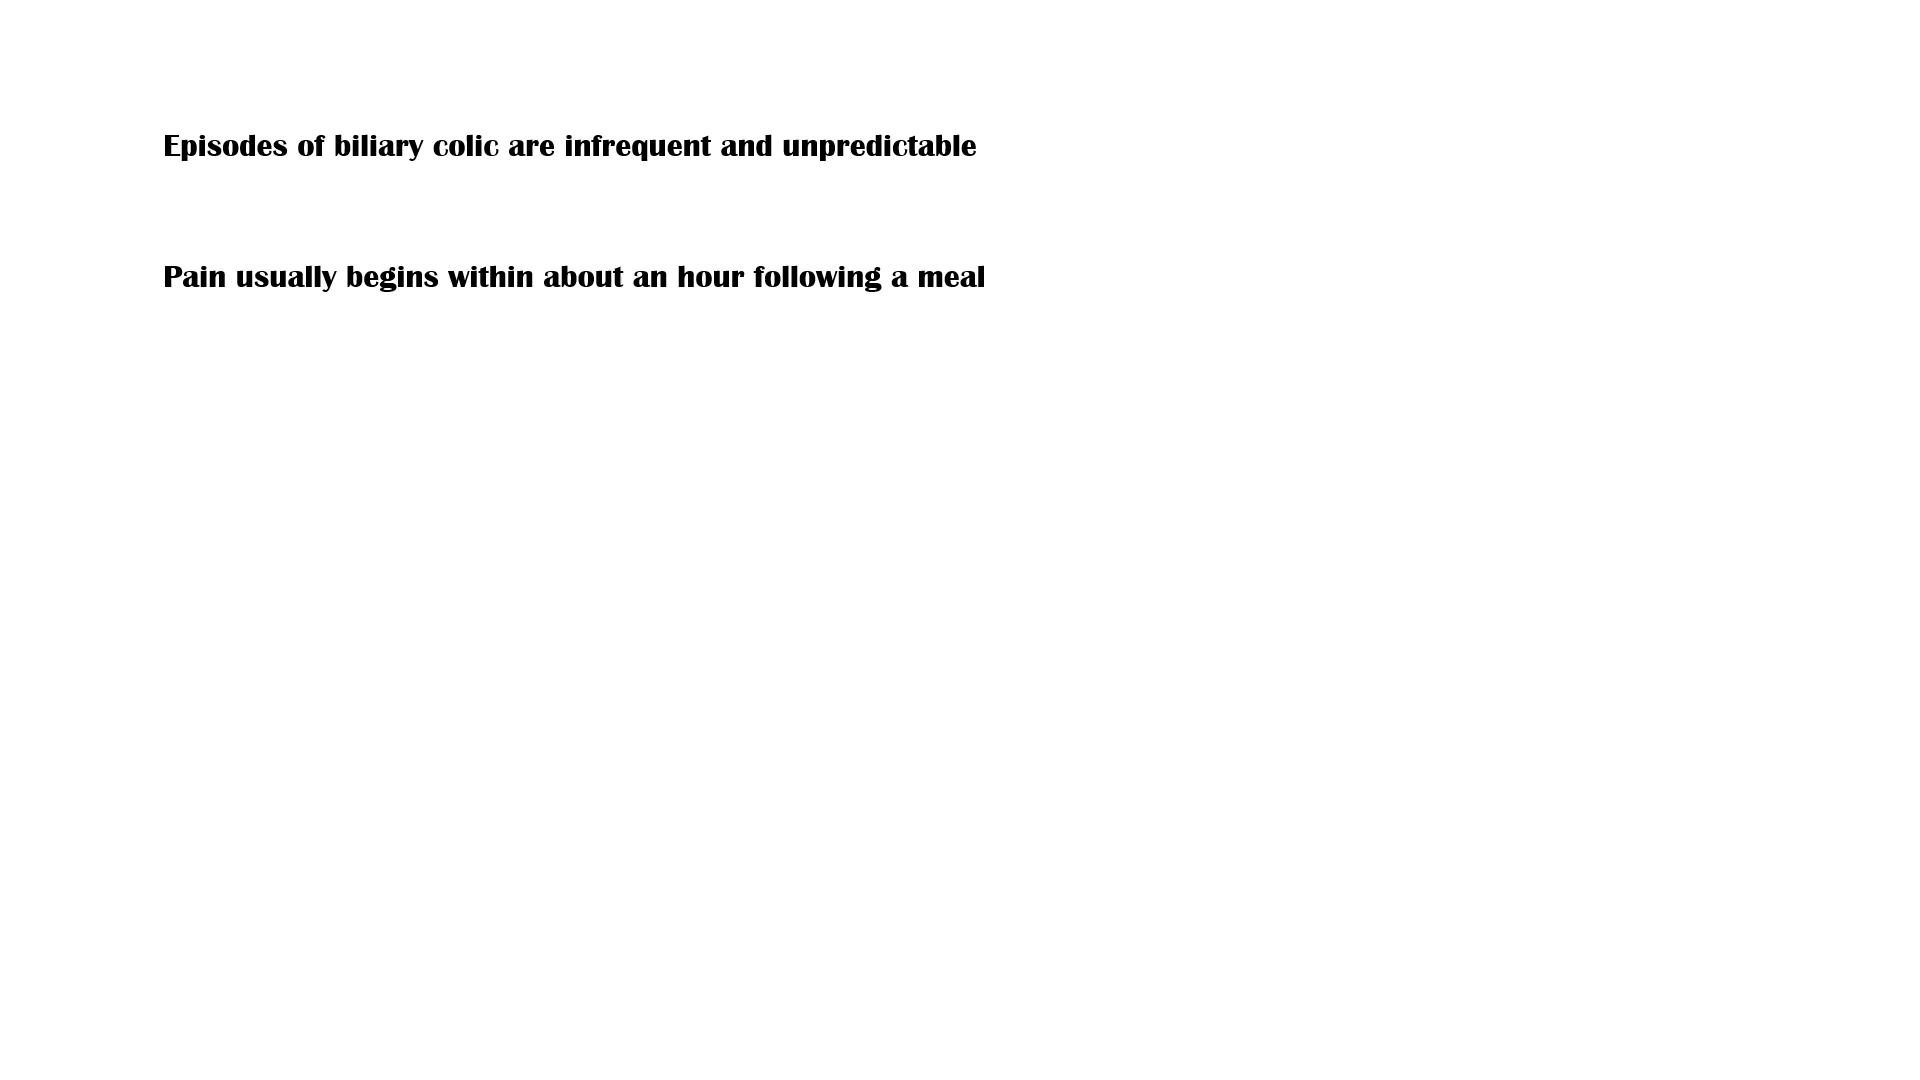 Episodes of biliary colic are infrequent and unpredictable
Pain usually begins within about an hour following a meal